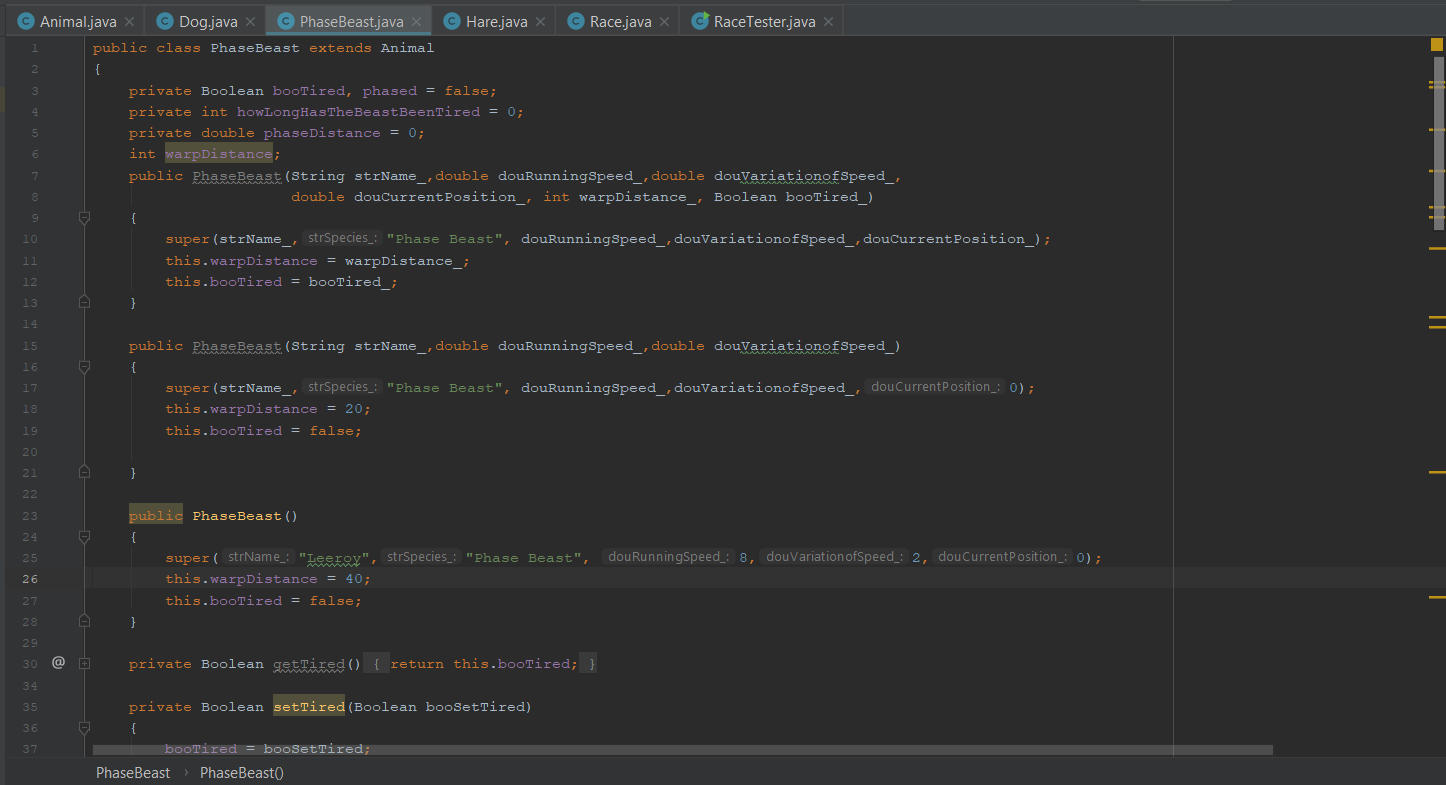 Animal.java Dog.java PhaseBeast.java Hare.java Race.java RaceTester.java
1 public class PhaseBeast extends Animal
2 {
3 private Boolean booTired, phased = false;
4 private int howLongHasTheBeastBeenTired = 0;
5 private double phaseDistance = 0;
6 int warpDistance;
7 public PhaseBeast(String strName_,double douRunningSpeed_,double douVariationofSpeed_,
8 double douCurrentPosition_, int warpDistance_, Boolean booTired_)
9 {
10 super(strName_, strSpecies_: "Phase Beast", douRunningSpeed_,douVariationofSpeed_,douCurrentPosition_);
11 this.warpDistance = warpDistance_;
12 this.booTired = booTired_;
13 }
14
15 public PhaseBeast(String strName_,double douRunningSpeed_,double douVariationofSpeed_)
16 {
17 super(strName_, strSpecies_: "Phase Beast", douRunningSpeed_,douVariationofSpeed_, douCurrentPosition_: 0);
18 this.warpDistance = 20;
19 this.booTired = false;
20
21 }
22
23 public PhaseBeast()
24 {
25 super( strName_: "Leeroy", strSpecies_: "Phase Beast", douRunningSpeed_: 8, douVariationofSpeed_: 2, douCurrentPosition_: 0);
26 this.warpDistance = 40;
27 this.booTired = false;
28 }
29
30 @ private Boolean getTired() { return this.booTired; }
34
35 private Boolean setTired(Boolean booSetTired)
36 {
37 booTired = booSetTired;
PhaseBeast › PhaseBeast()